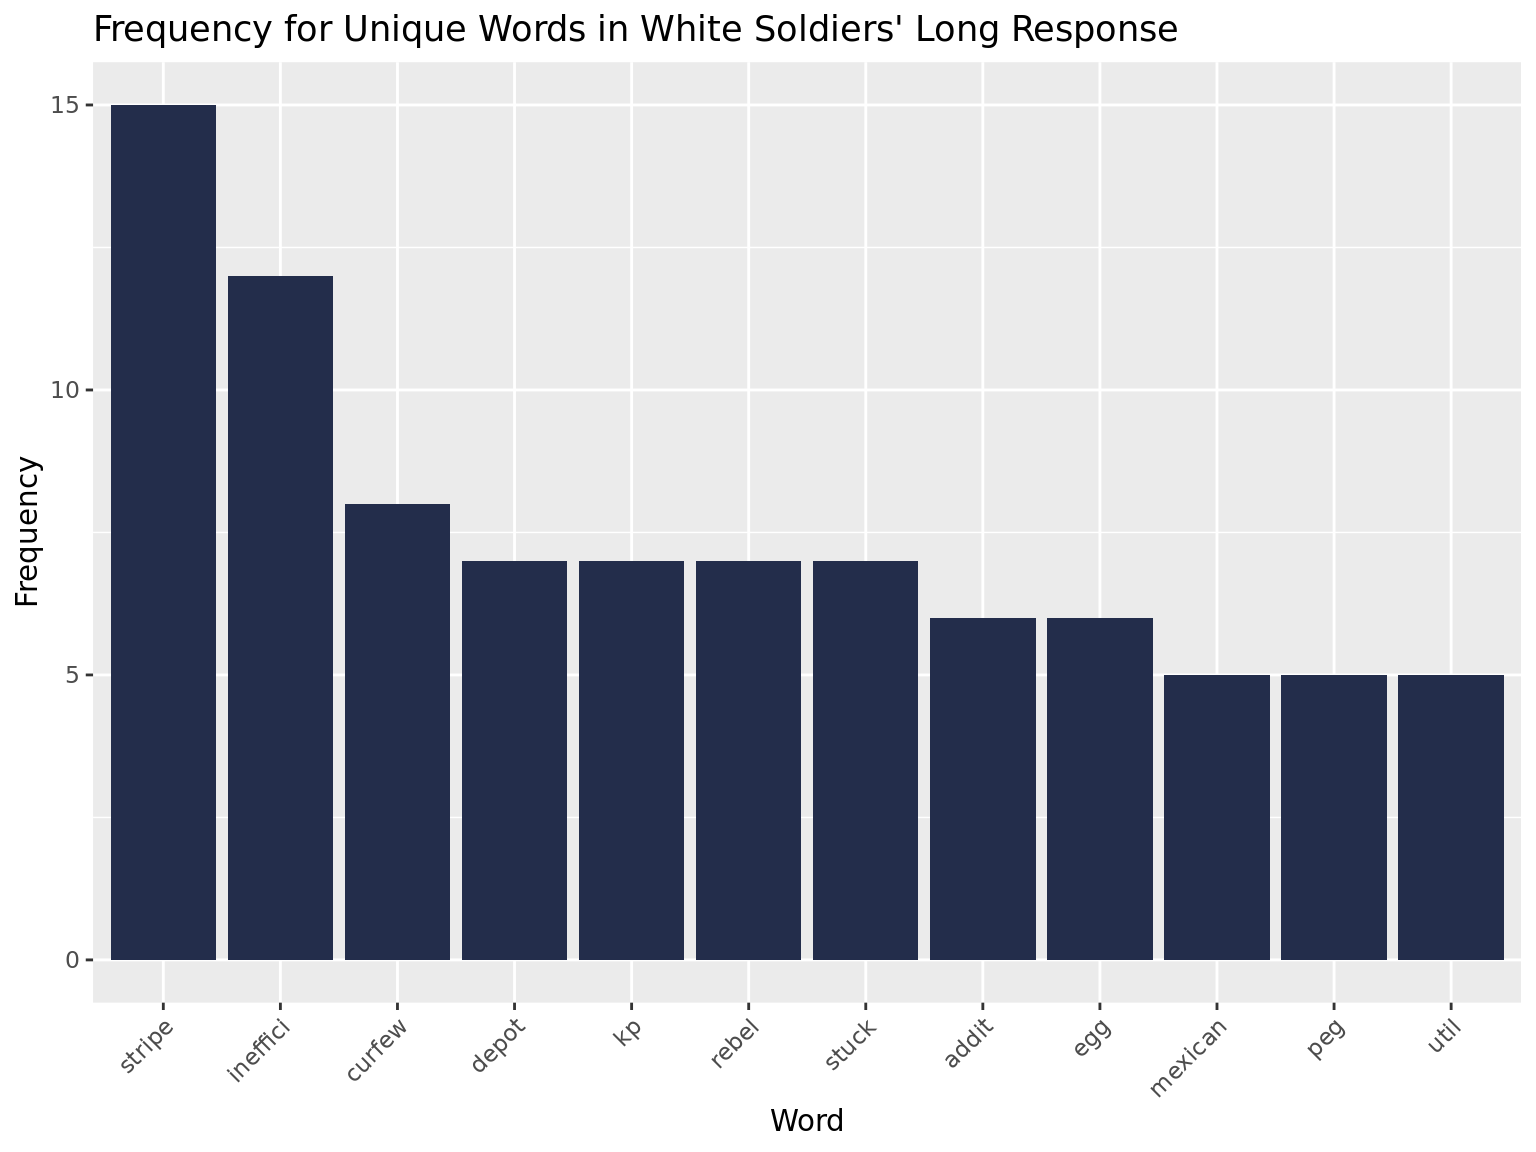 Frequency for Unique Words in White Soldiers' Long Response
Frequency
15
10
5
0
stripe
ineffici
curfew
depot
kp
rebel
stuck
addit
egg
mexican
peg
util
Word